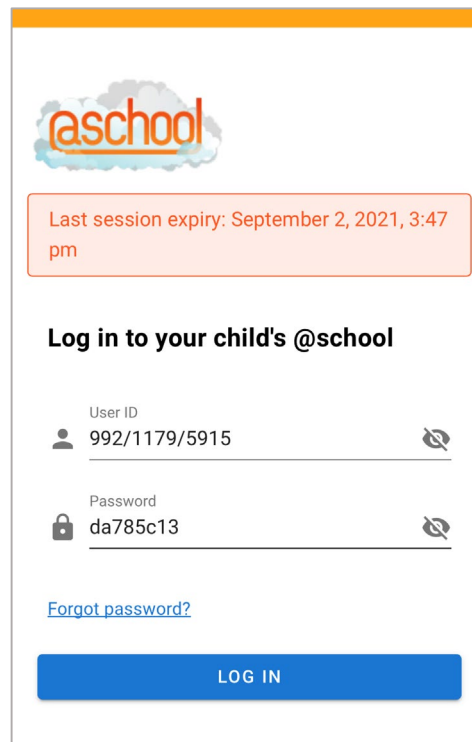 @school
Last session expiry: September 2, 2021, 3:47
pm
Log in to your child's @school
User ID
992/1179/5915
Password
da785c13
Forgot password?
LOG IN